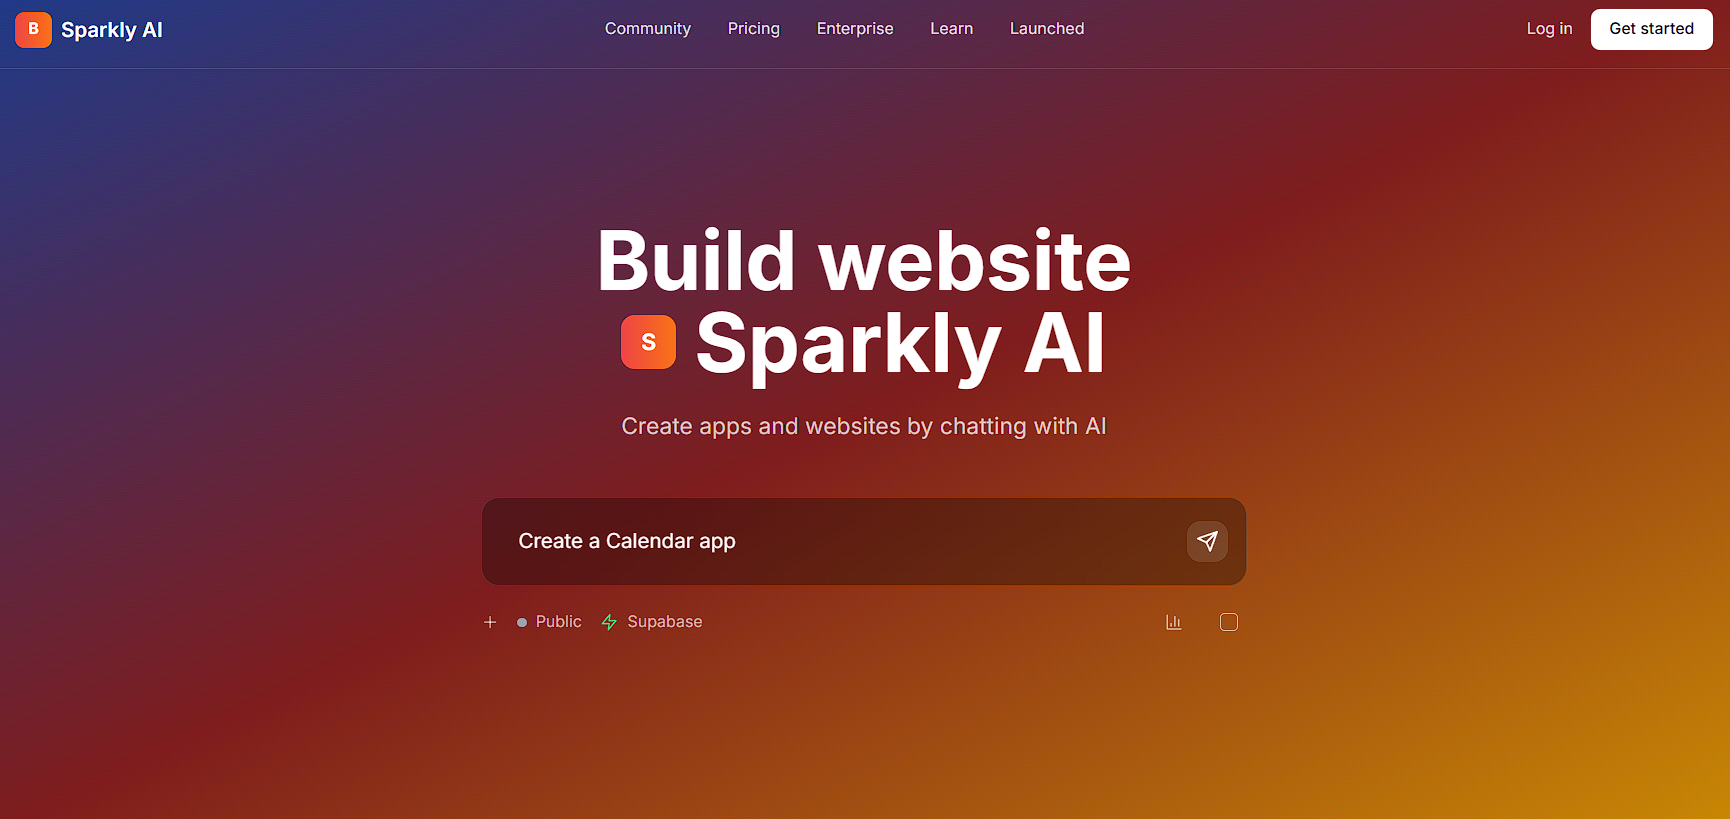 B Sparkly AI Community Pricing Enterprise Learn Launched Log in Get started
Build website
S Sparkly AI
Create apps and websites by chatting with AI
Create a Calendar app
Public Supabase